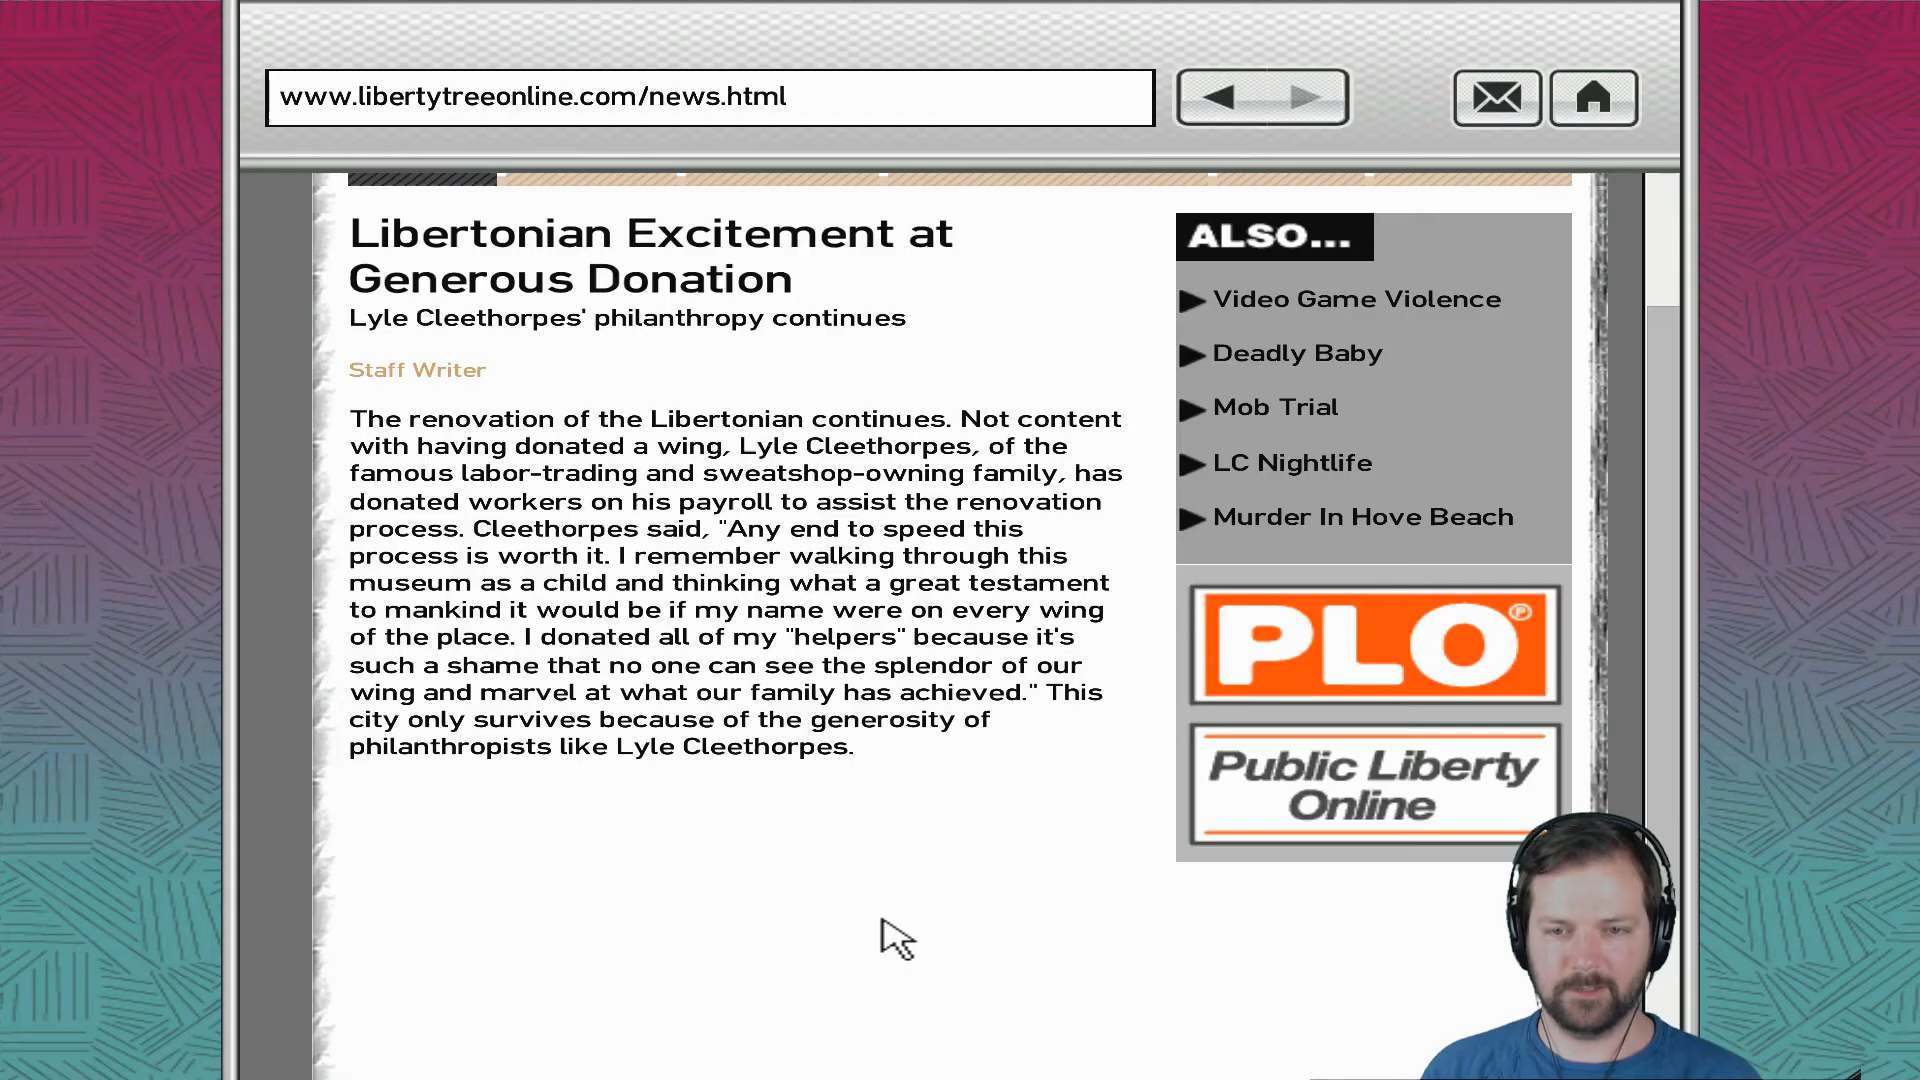 www.libertytreeonline.com/news.html
Libertonian Excitement at
Generous Donation
Lyle Cleethorpes' philanthropy continues
Staff Writer
The renovation of the Libertonian continues. Not content
with having donated a wing, Lyle Cleethorpes, of the
famous labor-trading and sweatshop-owning family, has
donated workers on his payroll to assist the renovation
process. Cleethorpes said, "Any end to speed this
process is worth it. I remember walking through this
museum as a child and thinking what a great testament
to mankind it would be if my name were on every wing
of the place. I donated all of my "helpers" because it's
such a shame that no one can see the splendor of our
wing and marvel at what our family has achieved." This
city only survives because of the generosity of
philanthropists like Lyle Cleethorpes.
ALSO...
Video Game Violence
Deadly Baby
Mob Trial
LC Nightlife
Murder In Hove Beach
PLO℗
Public Liberty
Online